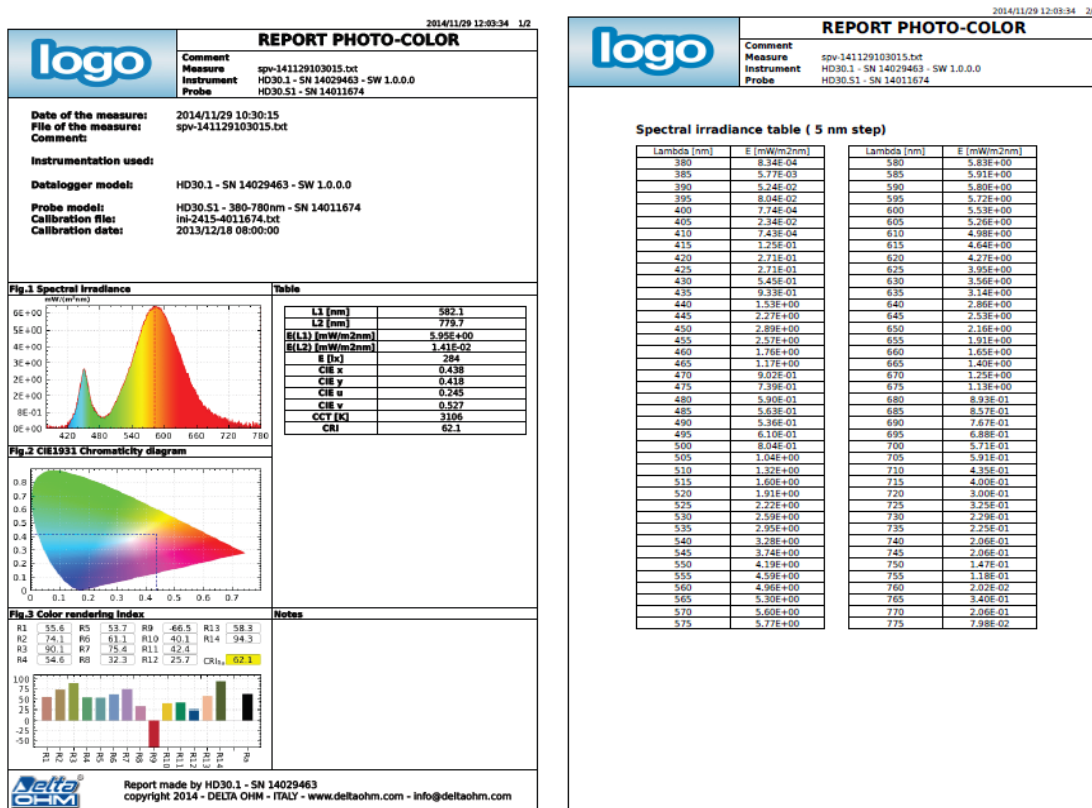 2014/11/29 12:03:34 1/2
logo
REPORT PHOTO-COLOR
Comment
Measure spv-141129103015.txt
Instrument HD30.1 - SN 14029463 - SW 1.0.0.0
Probe HD30.S1 - SN 14011674
Date of the measure: 2014/11/29 10:30:15
File of the measure: spv-141129103015.txt
Comment:
Instrumentation used:
Datalogger model: HD30.1 - SN 14029463 - SW 1.0.0.0
Probe model: HD30.S1 - 380-780nm - SN 14011674
Calibration file: ini-2415-4011674.txt
Calibration date: 2013/12/18 08:00:00
Fig.1 Spectral irradiance
mW/(m²nm)
6E+00
5E+00
4E+00
3E+00
2E+00
8E-01
0E+00
420 480 540 600 660 720 780
Table
L1 [nm] 582.1
L2 [nm] 779.7
E(L1) [mW/m2nm] 5.95E+00
E(L2) [mW/m2nm] 1.41E-02
E [lx] 284
CIE x 0.438
CIE y 0.418
CIE u 0.245
CIE v 0.527
CCT [K] 3106
CRI 62.1
Fig.2 CIE1931 Chromaticity diagram
0.8
0.7
0.6
0.5
0.4
0.3
0.2
0.1
0 0.1 0.2 0.3 0.4 0.5 0.6 0.7
Fig.3 Color rendering index
R1 55.6 R5 53.7 R9 -66.5 R13 58.3
R2 74.1 R6 61.1 R10 40.1 R14 94.3
R3 90.1 R7 75.4 R11 42.4
R4 54.6 R8 32.3 R12 25.7 CRI 62.1
100
75
50
25
0
-25
-50
R1 R2 R3 R4 R5 R6 R7 R8 R9 R10 R11 R12 R13 R14 Ra
Notes
Delta OHM
Report made by HD30.1 - SN 14029463
copyright 2014 - DELTA OHM - ITALY - www.deltaohm.com - info@deltaohm.com
2014/11/29 12:03:34 2/
logo
REPORT PHOTO-COLOR
Comment
Measure spv-141129103015.txt
Instrument HD30.1 - SN 14029463 - SW 1.0.0.0
Probe HD30.S1 - SN 14011674
Spectral irradiance table ( 5 nm step)
Lambda [nm] E [mW/m2nm]
380 8.34E-04
385 5.77E-03
390 5.24E-02
395 8.04E-02
400 7.74E-04
405 2.34E-02
410 7.43E-04
415 1.25E-01
420 2.71E-01
425 2.71E-01
430 5.45E-01
435 9.33E-01
440 1.53E+00
445 2.27E+00
450 2.89E+00
455 2.57E+00
460 1.76E+00
465 1.17E+00
470 9.02E-01
475 7.39E-01
480 5.90E-01
485 5.63E-01
490 5.36E-01
495 6.10E-01
500 8.04E-01
505 1.04E+00
510 1.32E+00
515 1.60E+00
520 1.91E+00
525 2.22E+00
530 2.59E+00
535 2.95E+00
540 3.28E+00
545 3.74E+00
550 4.19E+00
555 4.59E+00
560 4.96E+00
565 5.30E+00
570 5.60E+00
575 5.77E+00
Lambda [nm] E [mW/m2nm]
580 5.83E+00
585 5.91E+00
590 5.80E+00
595 5.72E+00
600 5.53E+00
605 5.26E+00
610 4.98E+00
615 4.64E+00
620 4.27E+00
625 3.95E+00
630 3.56E+00
635 3.14E+00
640 2.86E+00
645 2.53E+00
650 2.16E+00
655 1.91E+00
660 1.65E+00
665 1.40E+00
670 1.25E+00
675 1.13E+00
680 8.93E-01
685 8.57E-01
690 7.67E-01
695 6.88E-01
700 5.71E-01
705 5.91E-01
710 4.35E-01
715 4.00E-01
720 3.00E-01
725 3.25E-01
730 2.29E-01
735 2.25E-01
740 2.06E-01
745 2.06E-01
750 1.47E-01
755 1.18E-01
760 2.02E-02
765 3.40E-01
770 2.06E-01
775 7.98E-02